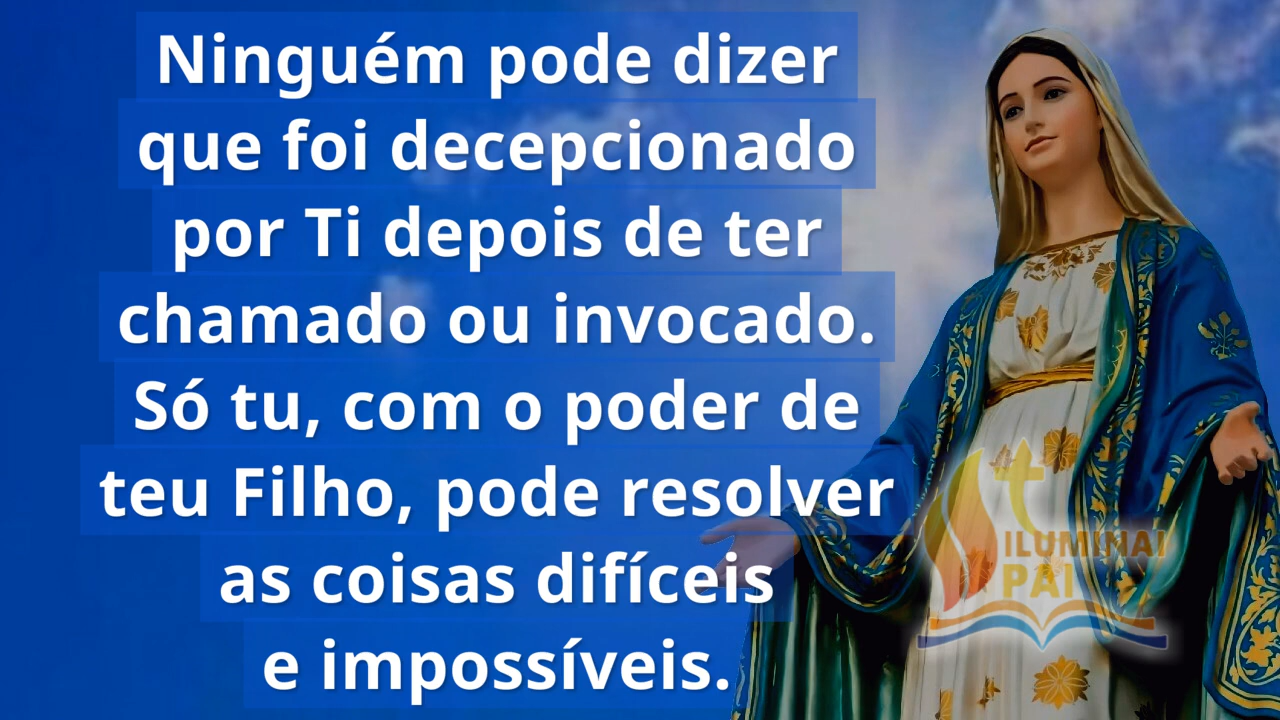 Ninguém pode dizer
que foi decepcionado
por Ti depois de ter
chamado ou invocado.
Só tu, com o poder de
teu Filho, pode resolver
as coisas difíceis
e impossíveis.
ILUMINAI
PAI